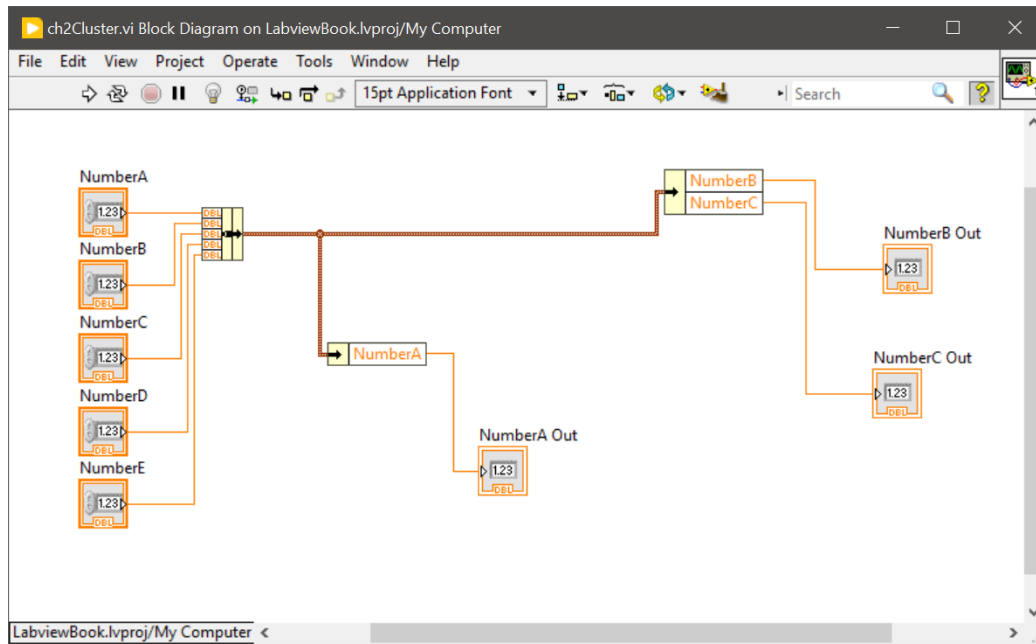 ch2Cluster.vi Block Diagram on LabviewBook.lvproj/My Computer
File Edit View Project Operate Tools Window Help
15pt Application Font
Search
?
NumberA
1.23
DBL
NumberB
1.23
DBL
NumberC
1.23
DBL
NumberD
1.23
DBL
NumberE
1.23
DBL
DBL
DBL
DBL
DBL
DBL
NumberA
NumberA Out
1.23
DBL
NumberB
NumberC
NumberB Out
1.23
DBL
NumberC Out
1.23
DBL
LabviewBook.lvproj/My Computer